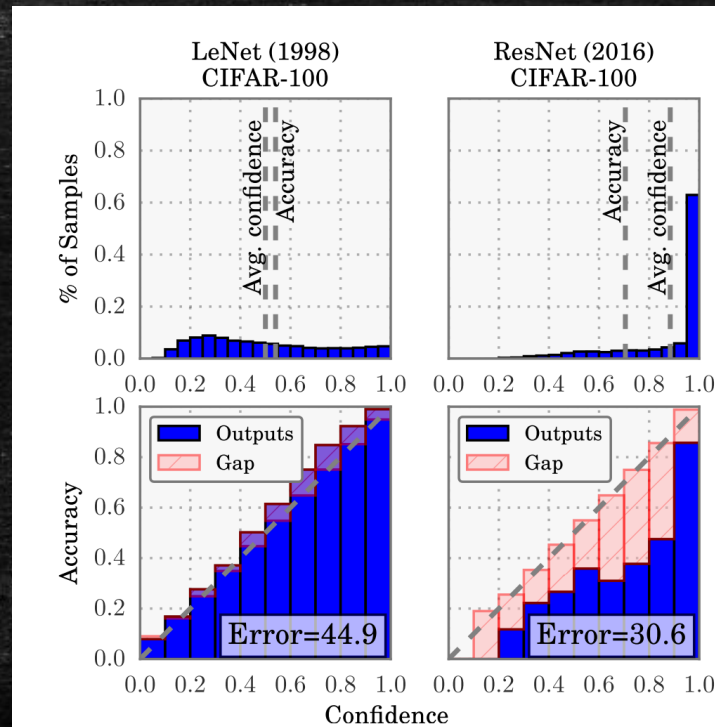 LeNet (1998)
CIFAR-100
ResNet (2016)
CIFAR-100
% of Samples
1.0
0.8
0.6
0.4
0.2
0.0
Avg. confidence
Accuracy
Accuracy
Avg. confidence
0.0 0.2 0.4 0.6 0.8 1.0
0.0 0.2 0.4 0.6 0.8 1.0
Accuracy
1.0
0.8
0.6
0.4
0.2
0.0
Outputs
Gap
Error=44.9
Outputs
Gap
Error=30.6
0.0 0.2 0.4 0.6 0.8 1.0
0.0 0.2 0.4 0.6 0.8 1.0
Confidence